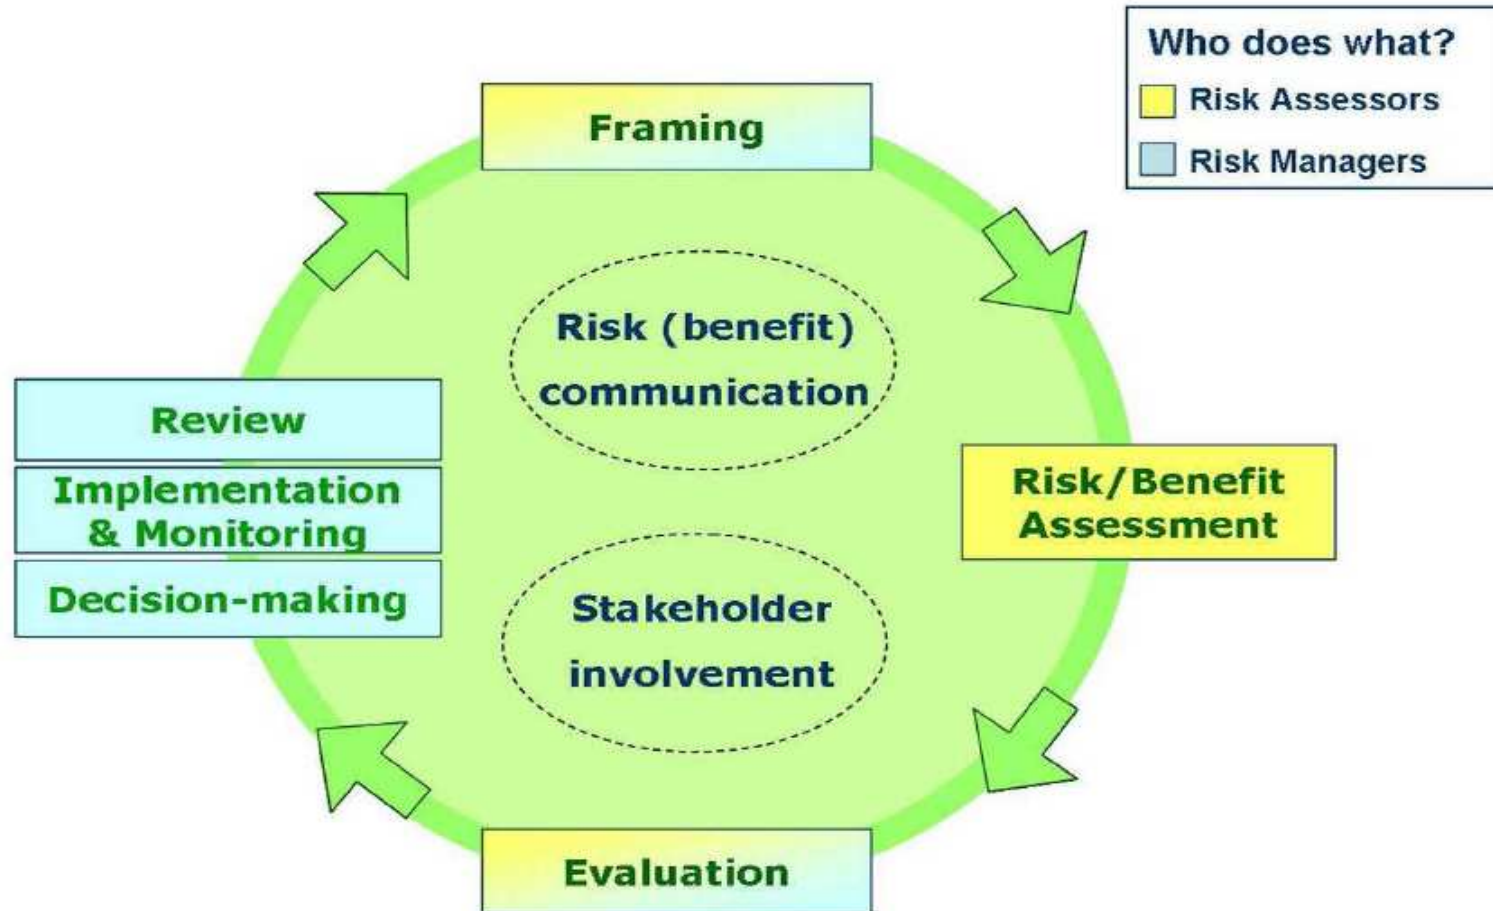 Who does what?
Risk Assessors
Risk Managers
Framing
Risk (benefit)
communication
Review
Implementation
& Monitoring
Decision-making
Risk/Benefit
Assessment
Stakeholder
involvement
Evaluation